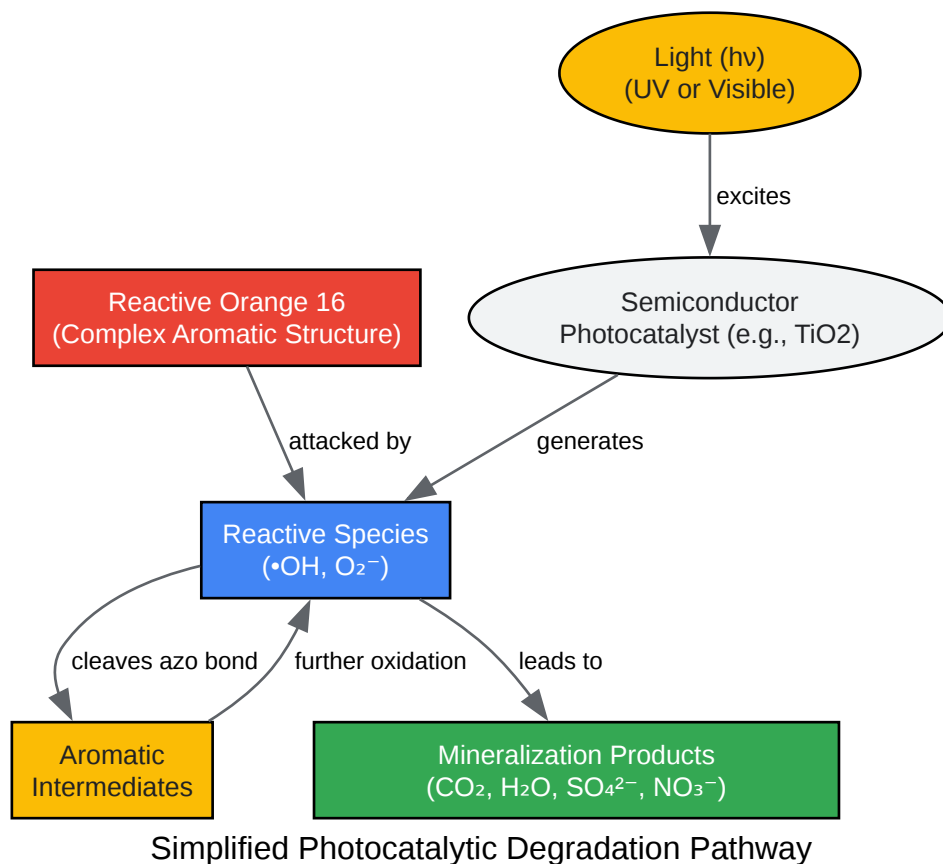 Light (hν)
(UV or Visible)
excites
Reactive Orange 16
(Complex Aromatic Structure)
Semiconductor
Photocatalyst (e.g., TiO2)
attacked by
generates
Reactive Species
(•OH, O₂⁻)
cleaves azo bond
further oxidation
leads to
Aromatic
Intermediates
Mineralization Products
(CO₂, H₂O, SO₄²⁻, NO₃⁻)
Simplified Photocatalytic Degradation Pathway